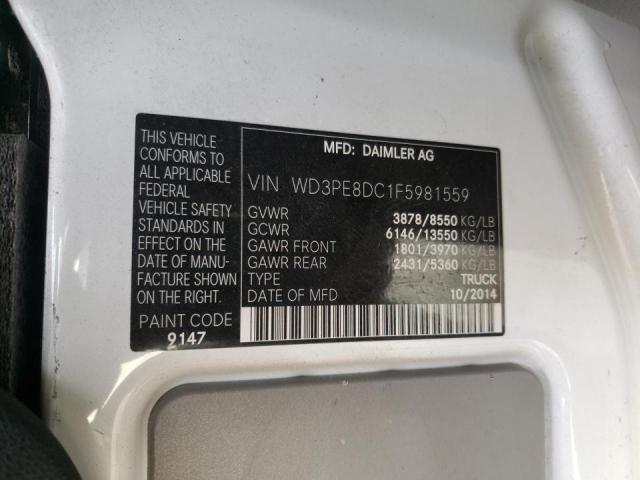 MFD: DAIMLER AG
THIS VEHICLE
CONFORMS TO
ALL APPLICABLE
FEDERAL
VEHICLE SAFETY
STANDARDS IN
EFFECT ON THE
DATE OF MANU-
FACTURE SHOWN
ON THE RIGHT.
PAINT CODE
9147
VIN WD3PE8DC1F5981559
GVWR 3878/8550 KG/LB
GCWR 6146/13550 KG/LB
GAWR FRONT 1801/3970 KG/LB
GAWR REAR 2431/5360 KG/LB
TYPE TRUCK
DATE OF MFD 10/2014